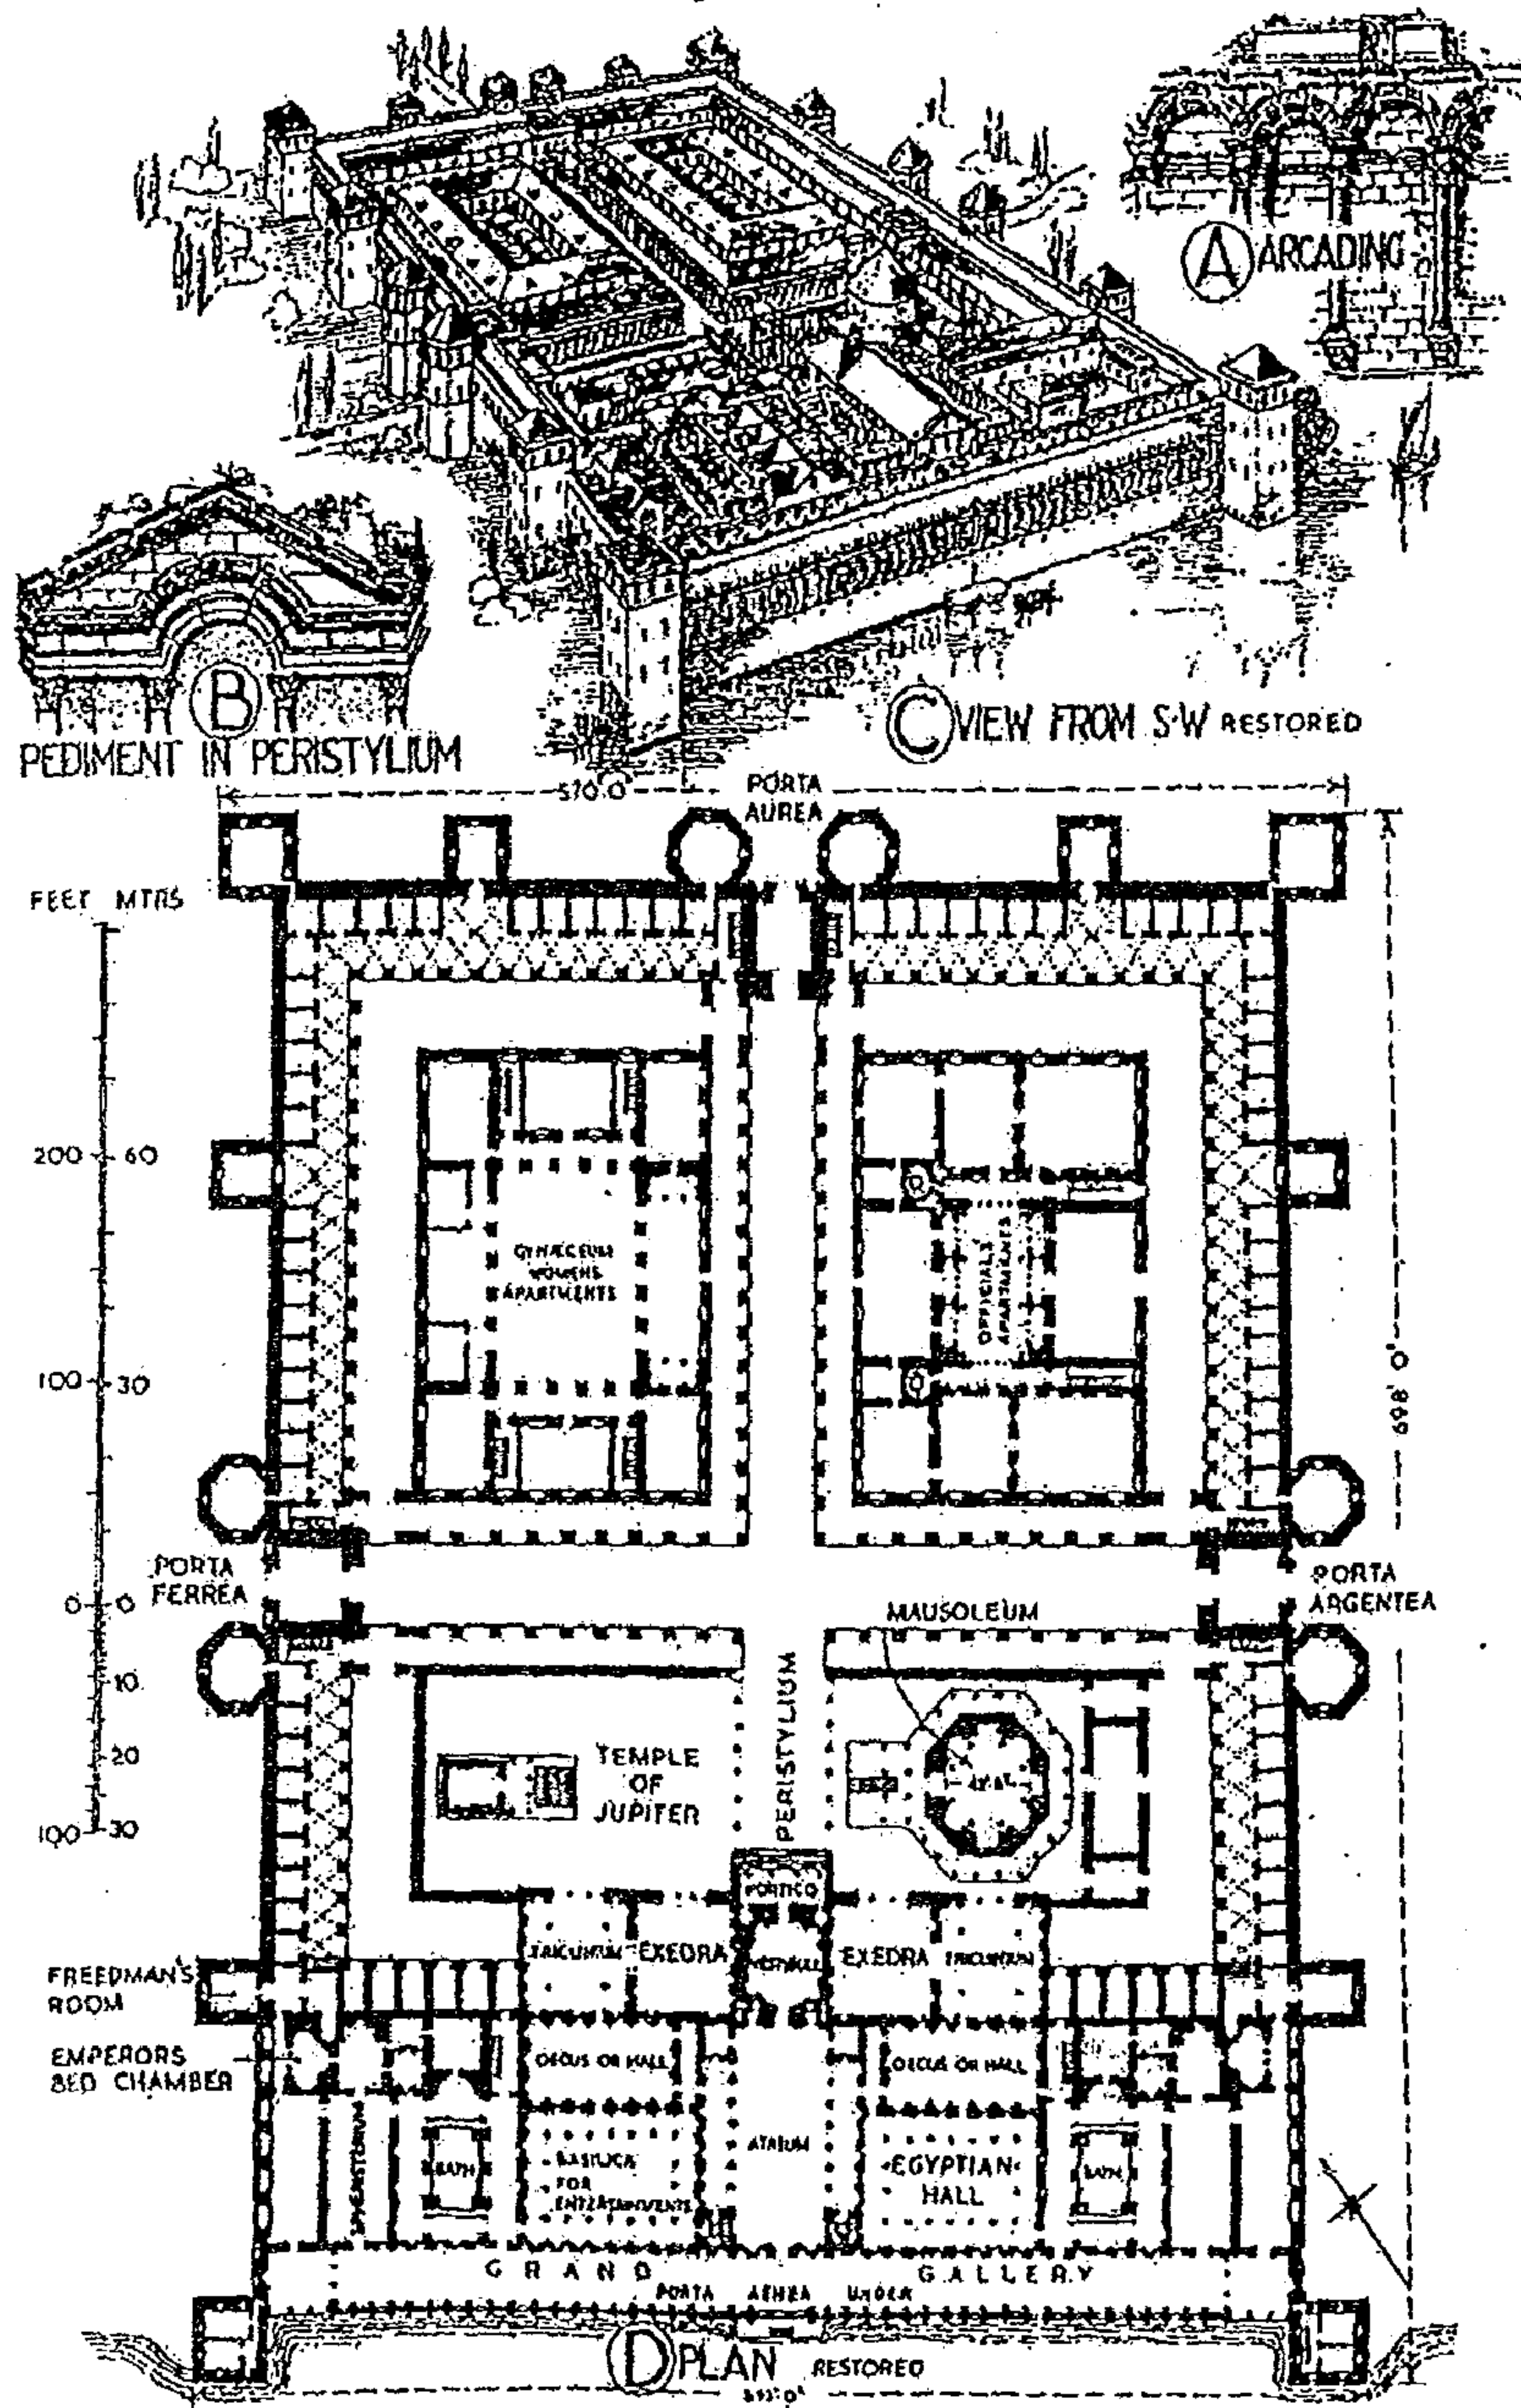 A ARCADING
B
PEDIMENT IN PERISTYLIUM
C VIEW FROM S·W RESTORED
570'.0"
PORTA
AUREA
FEET MTRS
200 60
100 30
0 0
10
20
100 30
698' 0"
GYNÆCEUM
WOMENS
APARTMENTS
OFFICIALS
APARTMENTS
PORTA
FERREA
PORTA
ARGENTEA
MAUSOLEUM
PERISTYLIUM
TEMPLE
OF
JUPITER
PORTICO
EXEDRA
EXEDRA
FREEDMAN'S
ROOM
EMPERORS
BED CHAMBER
OECUS OR HALL
OECUS OR HALL
ATRIUM
BASILICA
FOR
ENTERTAINMENTS
EGYPTIAN
HALL
BATH
BATH
GRAND GALLERY
PORTA AENEA UNDER
D PLAN RESTORED